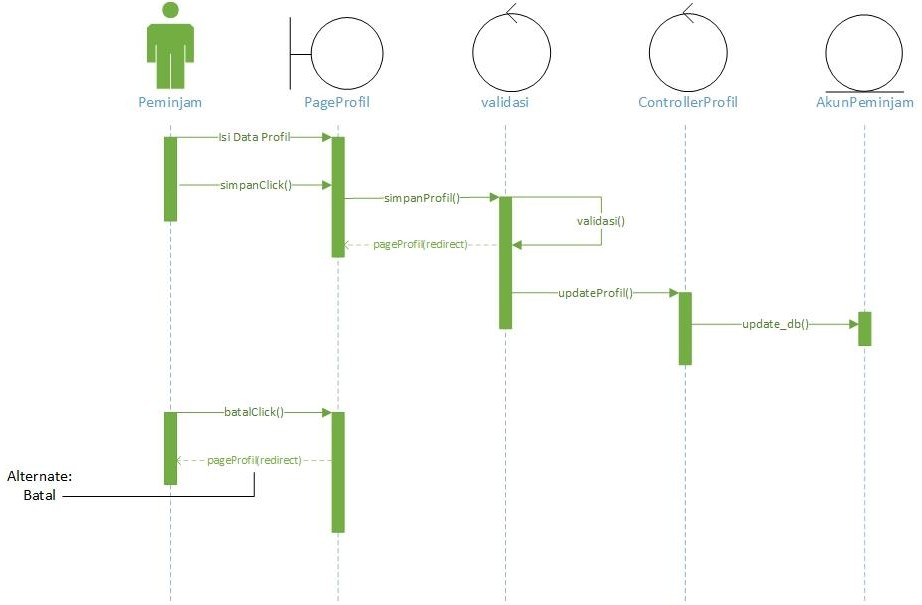 Peminjam
PageProfil
validasi
ControllerProfil
AkunPeminjam
Isi Data Profil
simpanClick()
simpanProfil()
validasi()
pageProfil(redirect)
updateProfil()
update_db()
batalClick()
pageProfil(redirect)
Alternate:
Batal